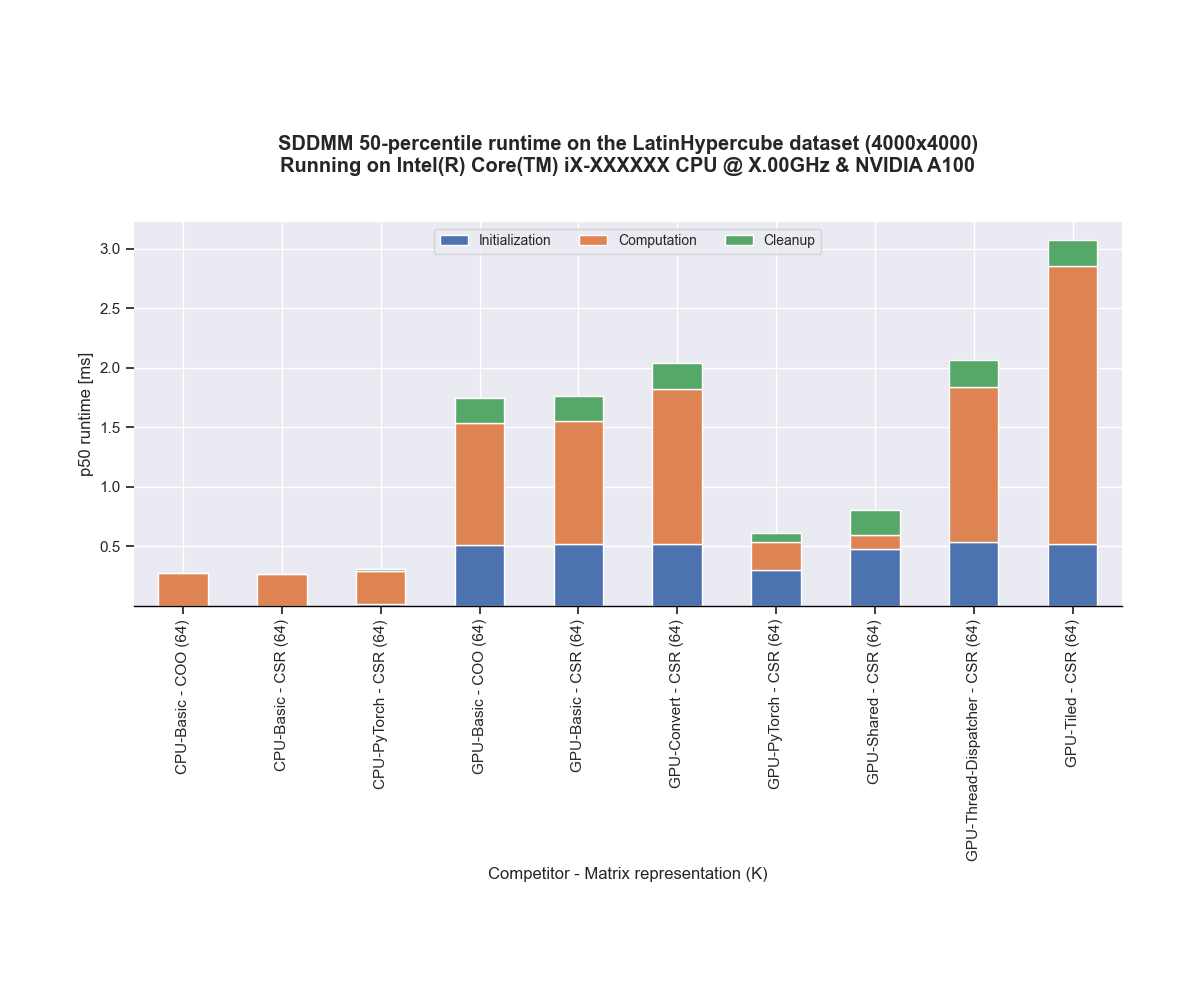 SDDMM 50-percentile runtime on the LatinHypercube dataset (4000x4000)
Running on Intel(R) Core(TM) iX-XXXXXX CPU @ X.00GHz & NVIDIA A100
Initialization
Computation
Cleanup
p50 runtime [ms]
3.0
2.5
2.0
1.5
1.0
0.5
CPU-Basic - COO (64)
CPU-Basic - CSR (64)
CPU-PyTorch - CSR (64)
GPU-Basic - COO (64)
GPU-Basic - CSR (64)
GPU-Convert - CSR (64)
GPU-PyTorch - CSR (64)
GPU-Shared - CSR (64)
GPU-Thread-Dispatcher - CSR (64)
GPU-Tiled - CSR (64)
Competitor - Matrix representation (K)